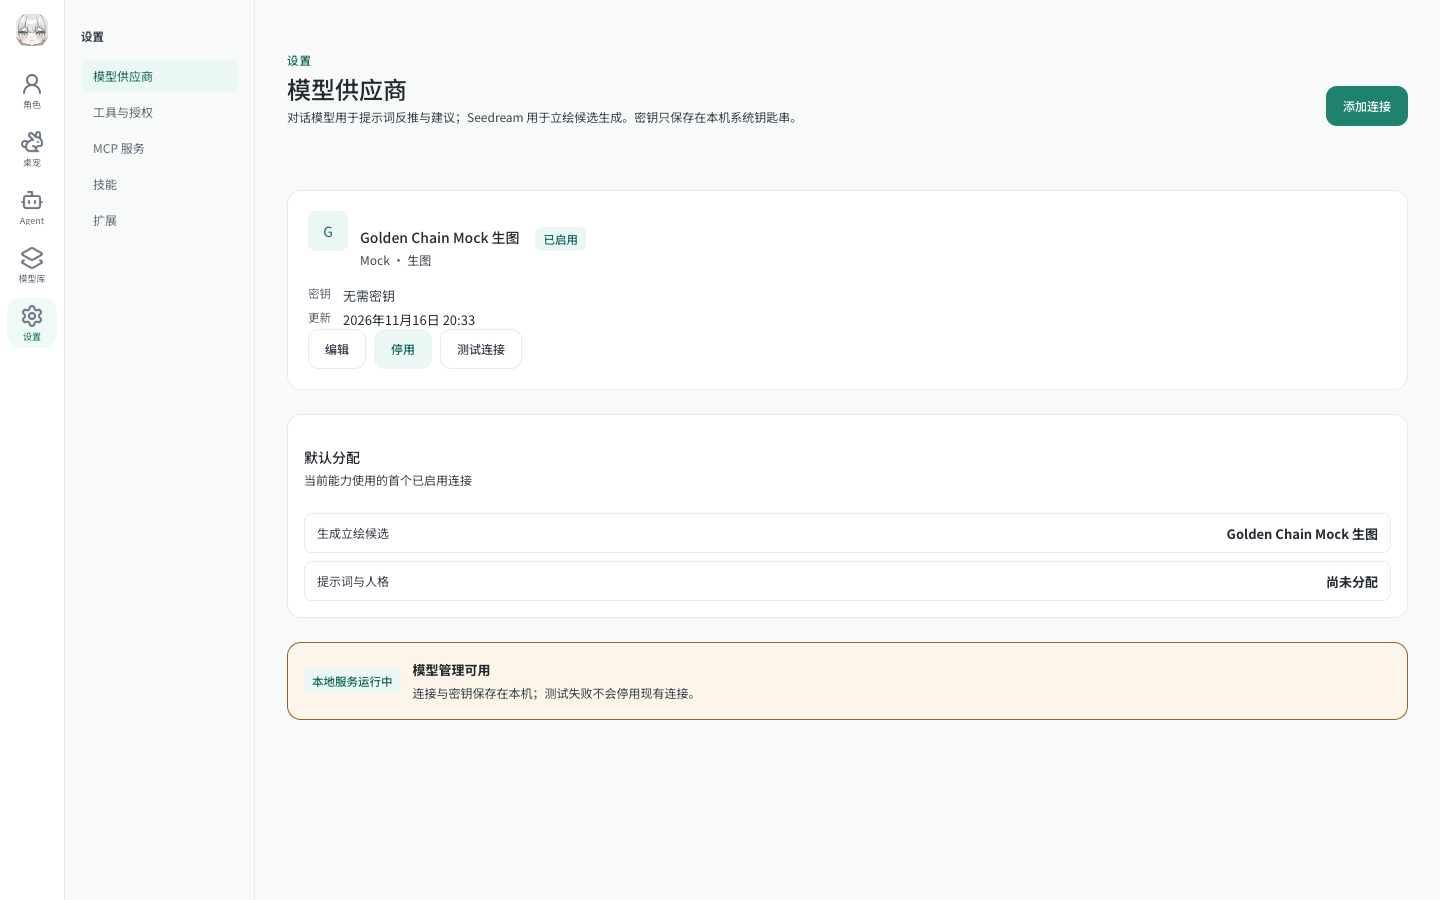 角色
桌宠
Agent
模型库
设置
设置
模型供应商
工具与授权
MCP 服务
技能
扩展
设置
模型供应商
对话模型用于提示词反推与建议；Seedream 用于立绘候选生成。密钥只保存在本机系统钥匙串。
添加连接
G
Golden Chain Mock 生图
已启用
Mock · 生图
密钥 无需密钥
更新 2026年11月16日 20:33
编辑 停用 测试连接
默认分配
当前能力使用的首个已启用连接
生成立绘候选 Golden Chain Mock 生图
提示词与人格 尚未分配
本地服务运行中
模型管理可用
连接与密钥保存在本机；测试失败不会停用现有连接。